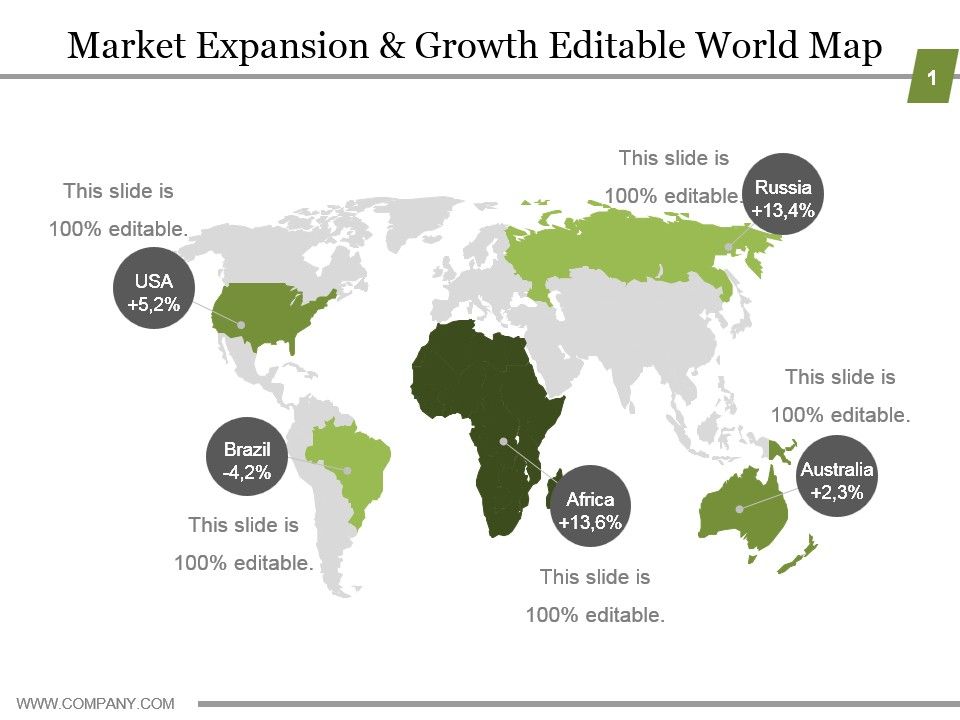 Market Expansion & Growth Editable World Map
1
This slide is
100% editable.
Russia
+13,4%
This slide is
100% editable.
USA
+5,2%
This slide is
100% editable.
Brazil
-4,2%
Australia
+2,3%
Africa
+13,6%
This slide is
100% editable.
This slide is
100% editable.
WWW.COMPANY.COM